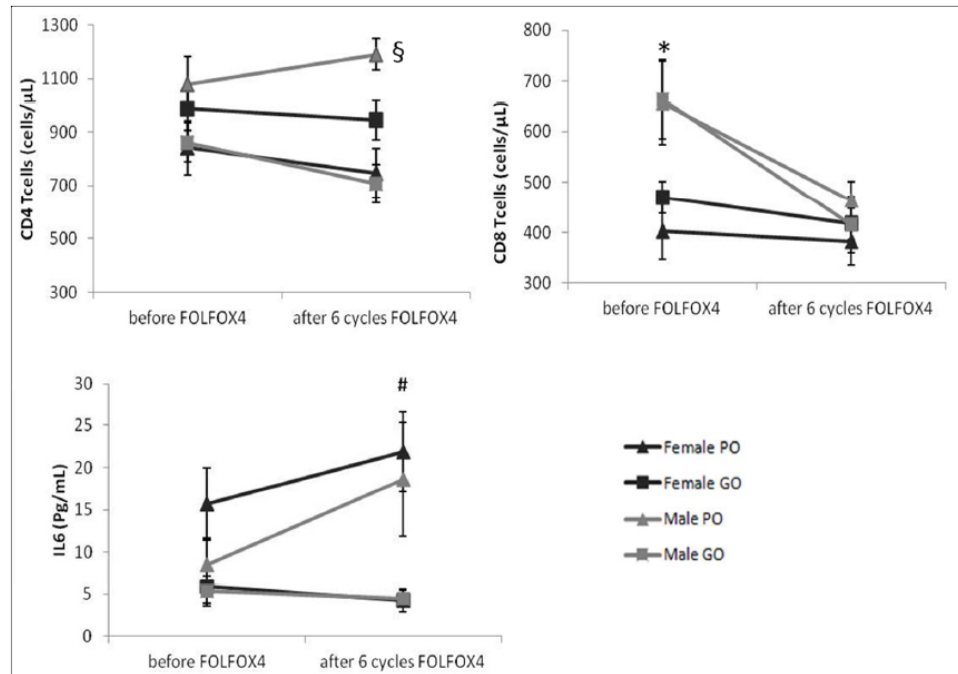 CD4 Tcells (cells/µL)
1300
1100
900
700
500
300
§
before FOLFOX4
after 6 cycles FOLFOX4
CD8 Tcells (cells/µL)
800
700
600
500
400
300
*
before FOLFOX4
after 6 cycles FOLFOX4
IL6 (Pg/mL)
30
25
20
15
10
5
0
#
before FOLFOX4
after 6 cycles FOLFOX4
Female PO
Female GO
Male PO
Male GO